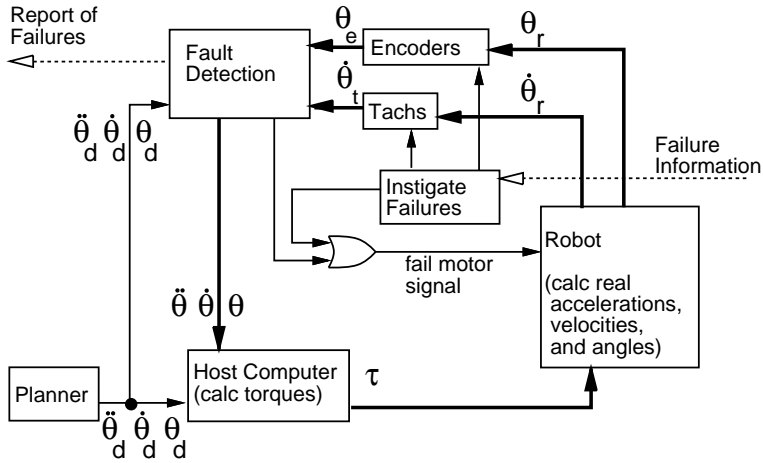 Report of
Failures
Fault
Detection
θ̈d θ̇d θd
θe
Encoders
θr
θ̇t
Tachs
θ̇r
Failure
Information
Instigate
Failures
fail motor
signal
Robot
(calc real
accelerations,
velocities,
and angles)
θ̈ θ̇ θ
Host Computer
(calc torques)
τ
Planner
θ̈d θ̇d θd